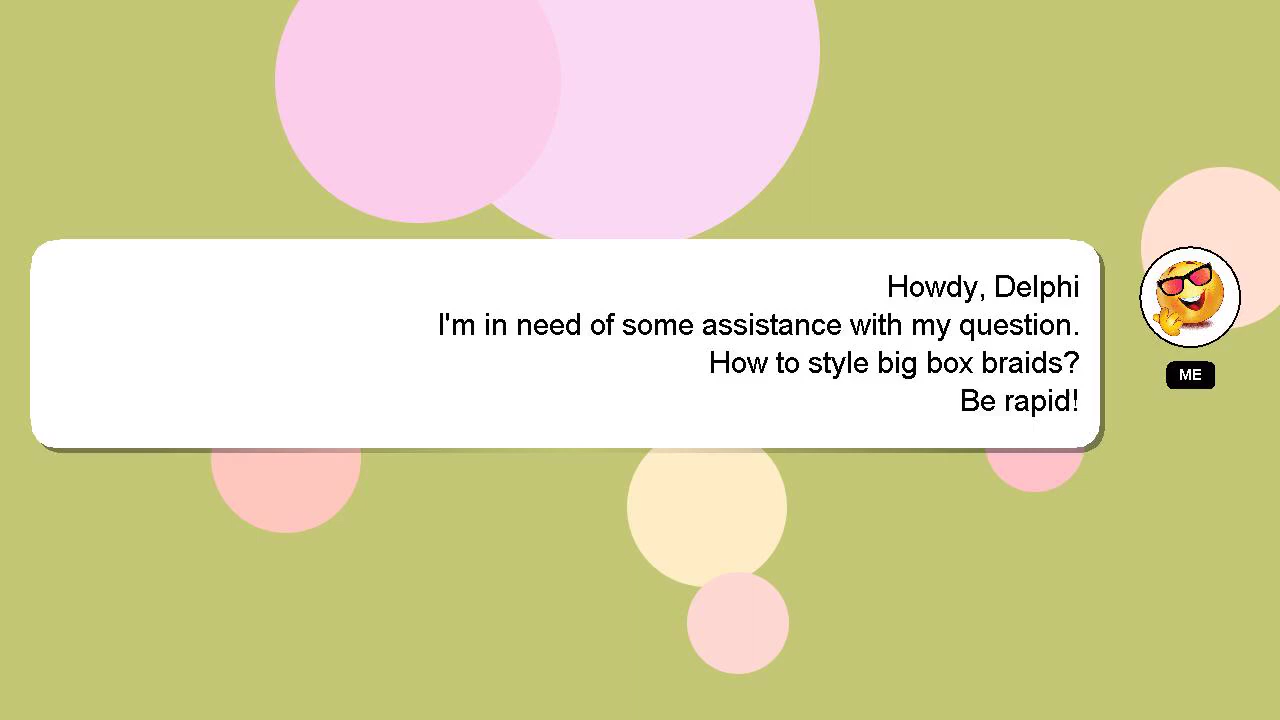 Howdy, Delphi
I'm in need of some assistance with my question.
How to style big box braids?
Be rapid!
ME